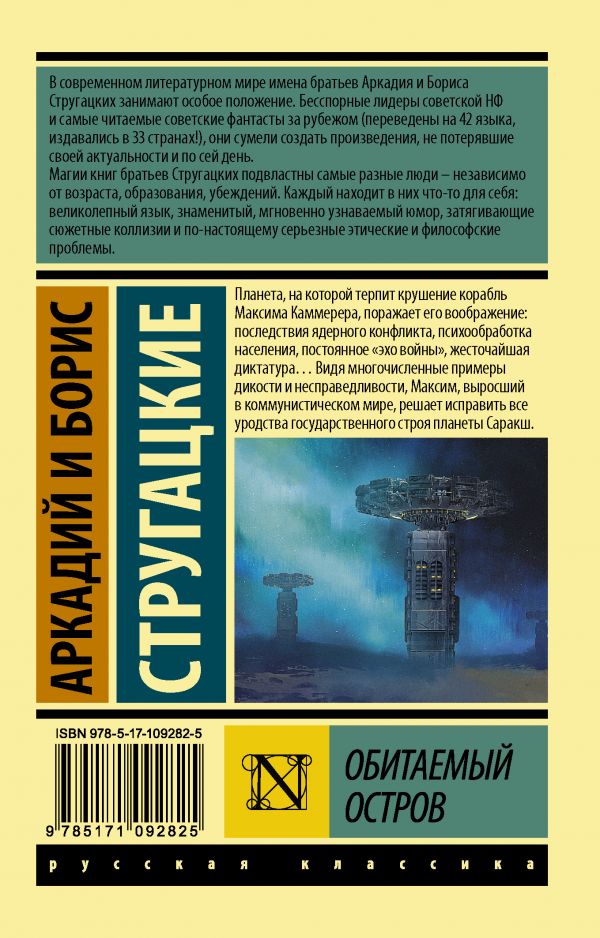 В современном литературном мире имена братьев Аркадия и Бориса
Стругацких занимают особое положение. Бесспорные лидеры советской НФ
и самые читаемые советские фантасты за рубежом (переведены на 42 языка,
издавались в 33 странах!), они сумели создать произведения, не потерявшие
своей актуальности и по сей день.
Магии книг братьев Стругацких подвластны самые разные люди – независимо
от возраста, образования, убеждений. Каждый находит в них что-то для себя:
великолепный язык, знаменитый, мгновенно узнаваемый юмор, затягивающие
сюжетные коллизии и по-настоящему серьезные этические и философские
проблемы.
АРКАДИЙ И БОРИС
СТРУГАЦКИЕ
Планета, на которой терпит крушение корабль
Максима Каммерера, поражает его воображение:
последствия ядерного конфликта, психообработка
населения, постоянное «эхо войны», жесточайшая
диктатура… Видя многочисленные примеры
дикости и несправедливости, Максим, выросший
в коммунистическом мире, решает исправить все
уродства государственного строя планеты Саракш.
ISBN 978-5-17-109282-5
9 785171 092825
N
ОБИТАЕМЫЙ
ОСТРОВ
русская классика